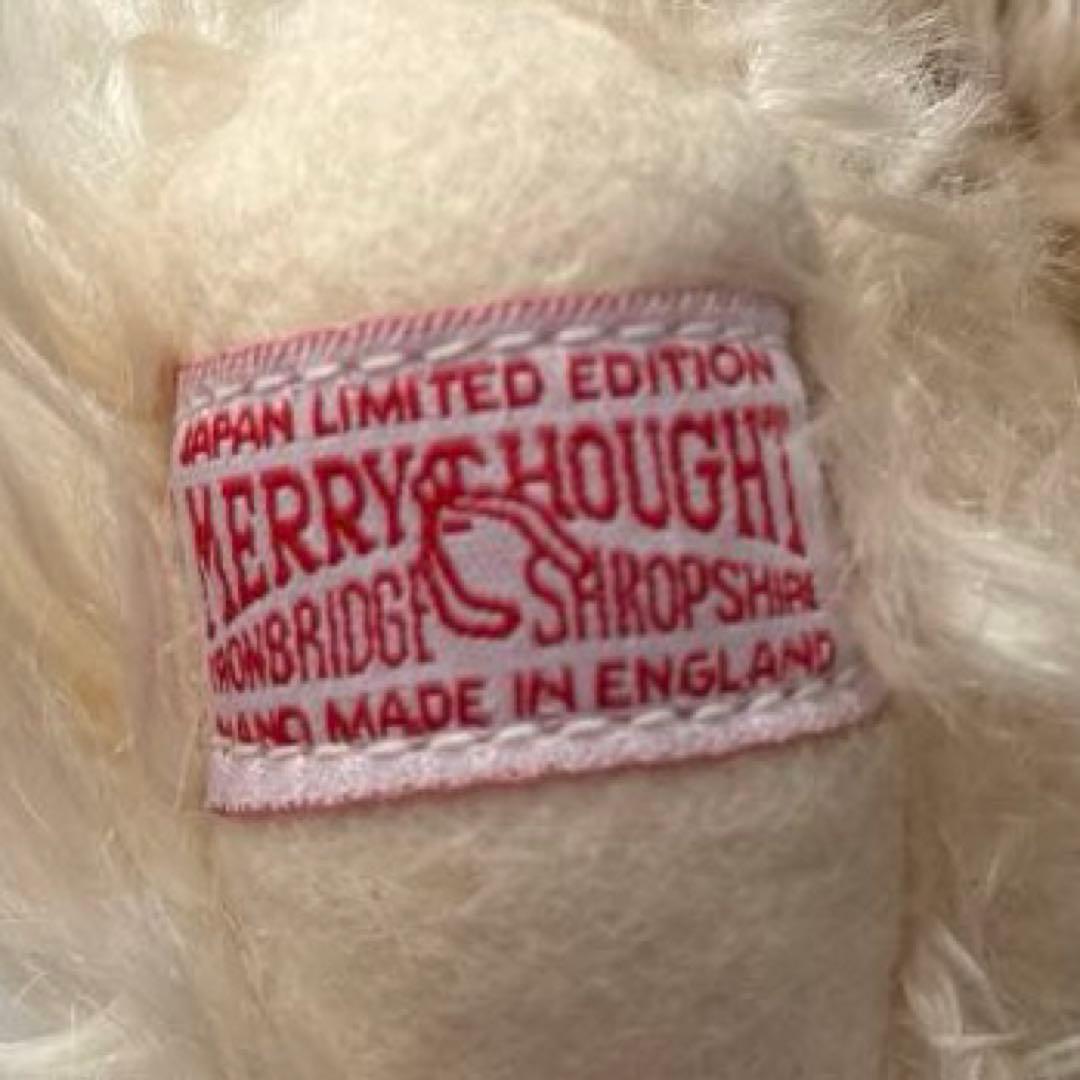 JAPAN LIMITED EDITION
MERRYTHOUGHT
IRONBRIDGE SHROPSHIRE
HAND MADE IN ENGLAND